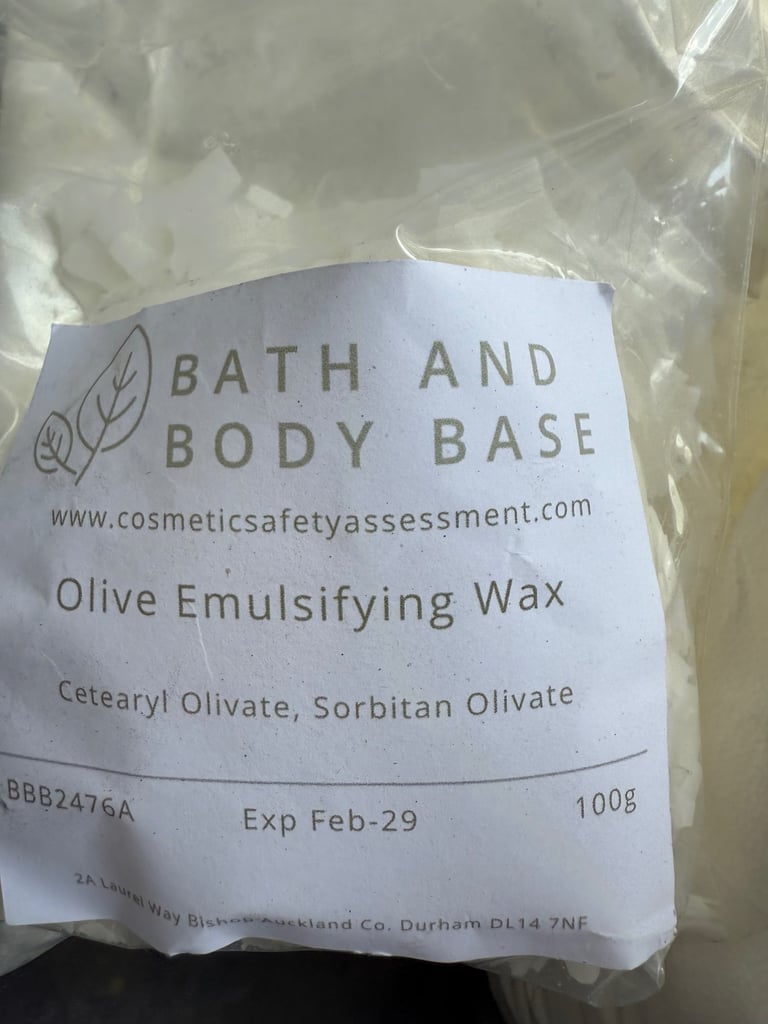 BATH AND
BODY BASE
www.cosmeticsafetyassessment.com
Olive Emulsifying Wax
Cetearyl Olivate, Sorbitan Olivate
BBB2476A Exp Feb-29 100g
2A Laurel Way Bishop Auckland Co. Durham DL14 7NF